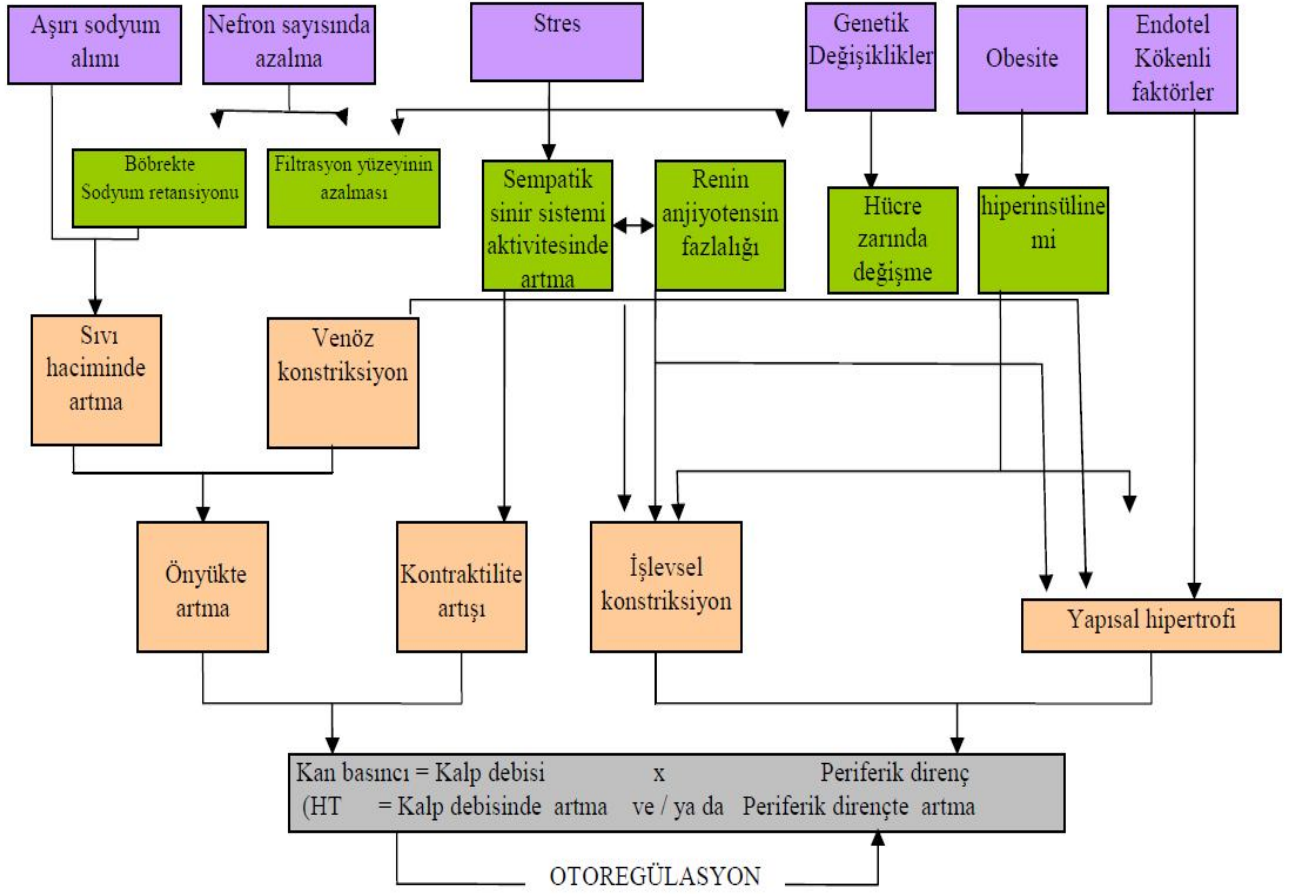 Aşırı sodyum
alımı
Nefron sayısında
azalma
Stres
Genetik
Değişiklikler
Obesite
Endotel
Kökenli
faktörler
Böbrekte
Sodyum retansiyonu
Filtrasyon yüzeyinin
azalması
Sempatik
sinir sistemi
aktivitesinde
artma
Renin
anjiyotensin
fazlalığı
Hücre
zarında
değişme
hiperinsüline
mi
Sıvı
haciminde
artma
Venöz
konstriksiyon
Önyükte
artma
Kontraktilite
artışı
İşlevsel
konstriksiyon
Yapısal hipertrofi
Kan basıncı = Kalp debisi x Periferik direnç
(HT = Kalp debisinde artma ve / ya da Periferik dirençte artma
OTOREGÜLASYON